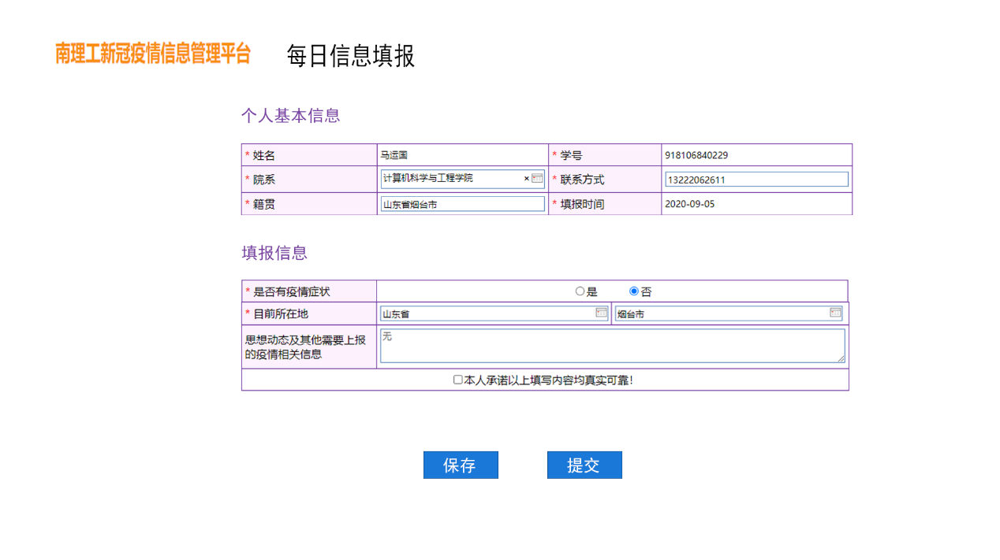 南理工新冠疫情信息管理平台 每日信息填报
个人基本信息
* 姓名 马运国 * 学号 918106840229
* 院系 计算机科学与工程学院 × * 联系方式 13222062611
* 籍贯 山东省烟台市 * 填报时间 2020-09-05
填报信息
* 是否有疫情症状 是 否
* 目前所在地 山东省 烟台市
思想动态及其他需要上报
的疫情相关信息 无
本人承诺以上填写内容均真实可靠！
保存 提交